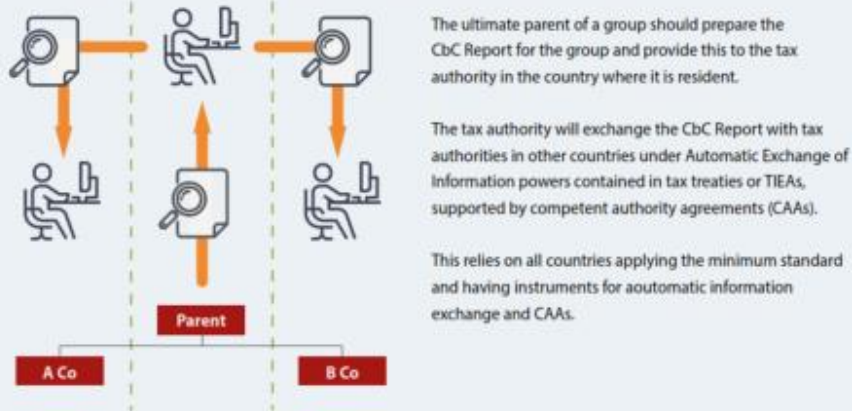 The ultimate parent of a group should prepare the
CbC Report for the group and provide this to the tax
authority in the country where it is resident.
The tax authority will exchange the CbC Report with tax
authorities in other countries under Automatic Exchange of
Information powers contained in tax treaties or TIEAs,
supported by competent authority agreements (CAAs).
This relies on all countries applying the minimum standard
and having instruments for aoutomatic information
exchange and CAAs.
Parent
A Co
B Co